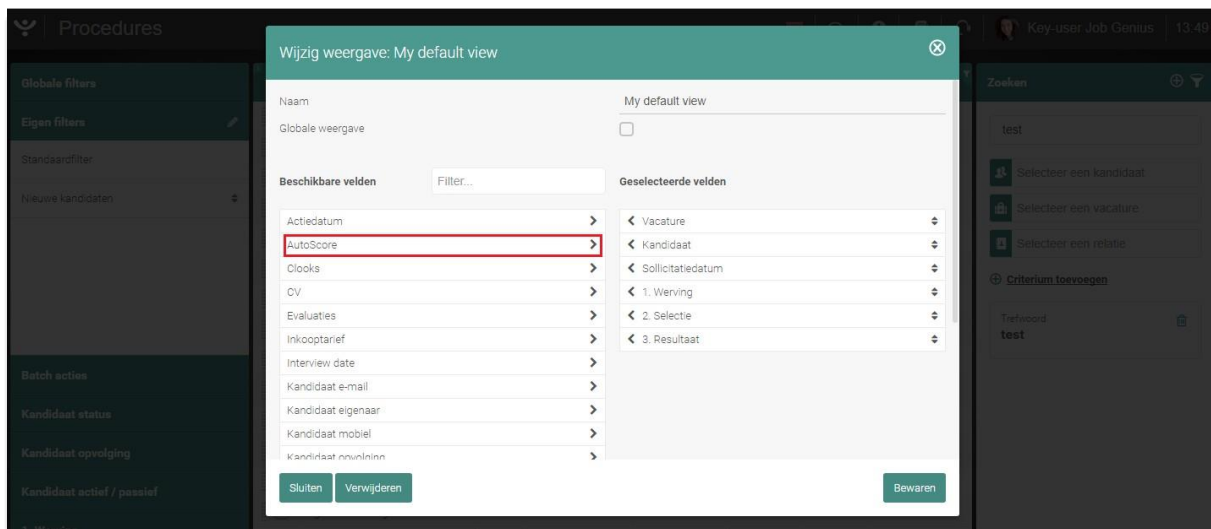 Procedures
Key-user Job Genius
13:49
Globale filters
Eigen filters
Standaardfilter
Nieuwe kandidaten
Batch acties
Kandidaat status
Kandidaat opvolging
Kandidaat actief / passief
Wijzig weergave: My default view
Naam
My default view
Globale weergave
Beschikbare velden
Filter...
Geselecteerde velden
Actiedatum
AutoScore
Clooks
CV
Evaluaties
Inkooptarief
Interview date
Kandidaat e-mail
Kandidaat eigenaar
Kandidaat mobiel
Kandidaat opvolging
Vacature
Kandidaat
Sollicitatiedatum
1. Werving
2. Selectie
3. Resultaat
Sluiten
Verwijderen
Bewaren
Zoeken
test
Selecteer een kandidaat
Selecteer een vacature
Selecteer een relatie
Criterium toevoegen
Trefwoord
test